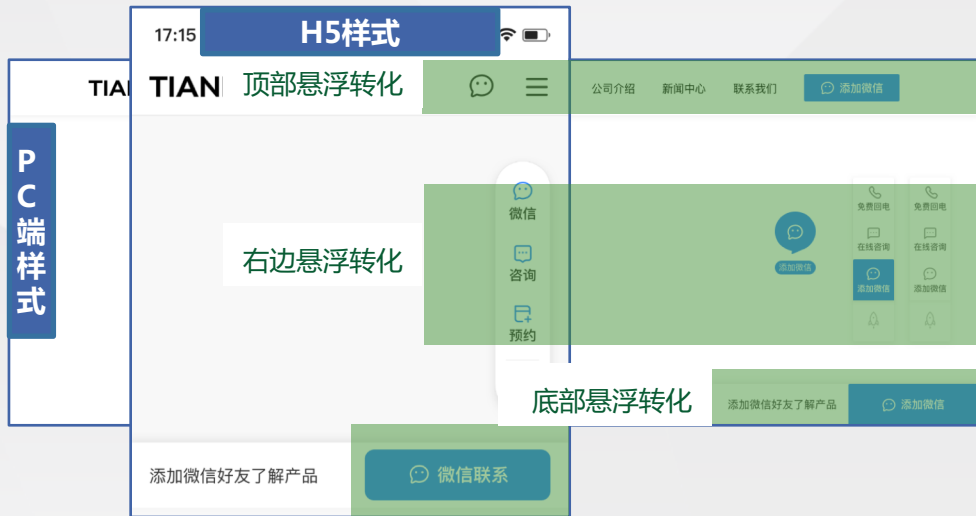 17:15
H5样式
TIAN
TIAN
顶部悬浮转化
公司介绍 新闻中心 联系我们 添加微信
PC端样式
微信
咨询
预约
右边悬浮转化
添加微信
免费回电
在线咨询
添加微信
免费回电
在线咨询
添加微信
底部悬浮转化
添加微信好友了解产品 添加微信
添加微信好友了解产品 微信联系